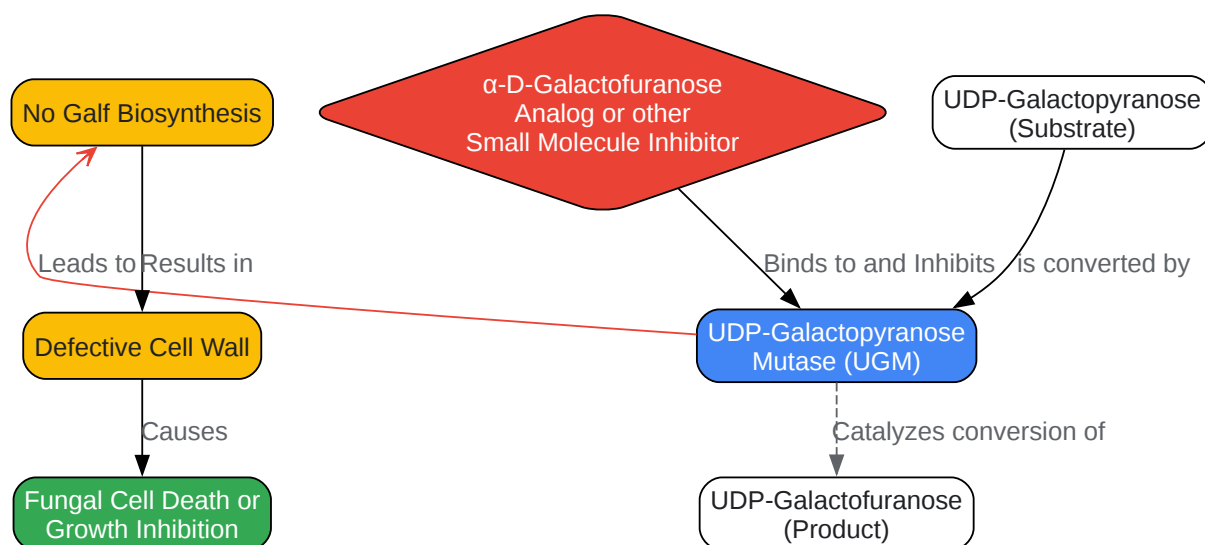 α-D-Galactofuranose
Analog or other
Small Molecule Inhibitor
No Galf Biosynthesis
UDP-Galactopyranose
(Substrate)
Leads to
Results in
Binds to and Inhibits
is converted by
Defective Cell Wall
UDP-Galactopyranose
Mutase (UGM)
Causes
Catalyzes conversion of
Fungal Cell Death or
Growth Inhibition
UDP-Galactofuranose
(Product)